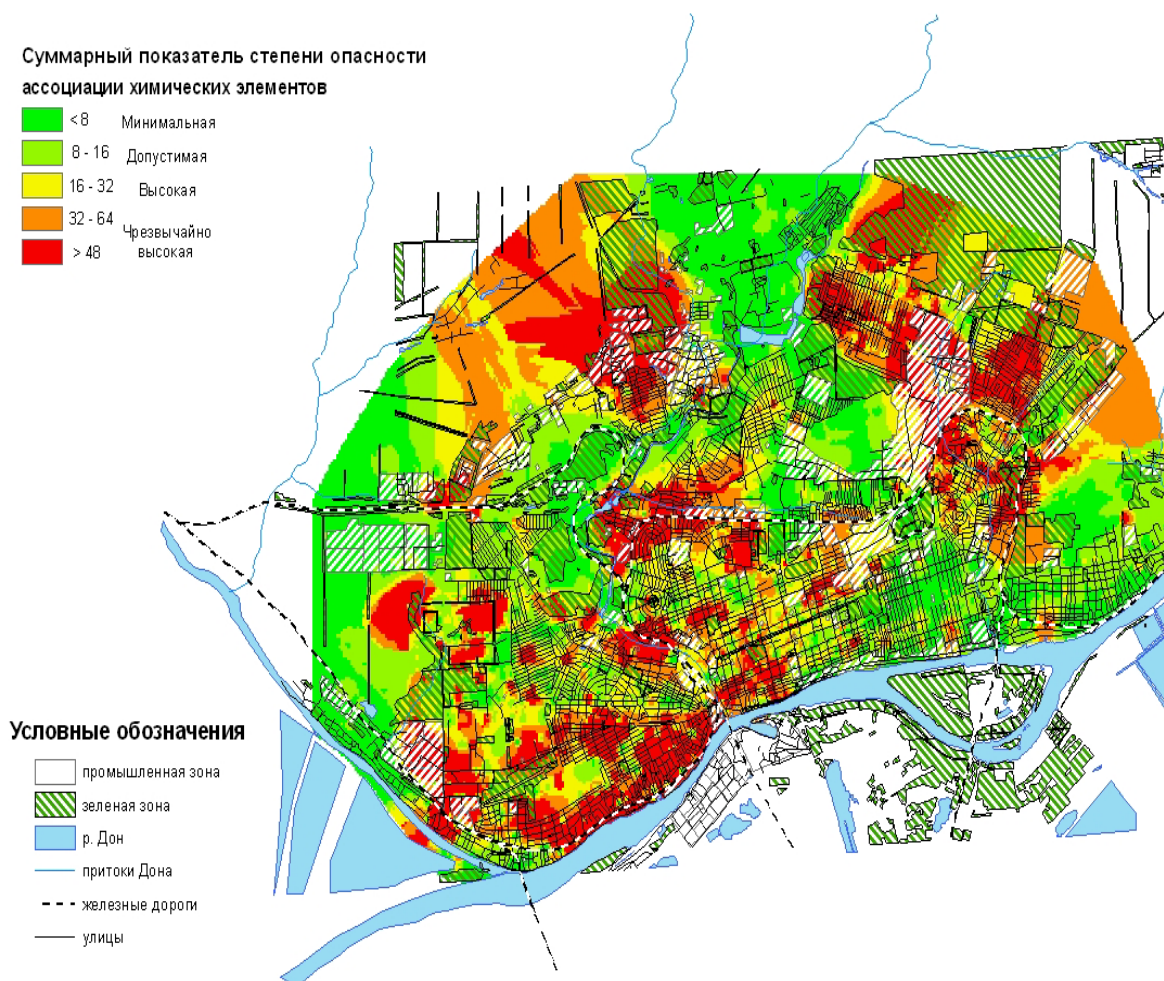 Суммарный показатель степени опасности
ассоциации химических элементов
< 8 Минимальная
8 - 16 Допустимая
16 - 32 Высокая
32 - 64 Чрезвычайно
> 48 высокая
Условные обозначения
промышленная зона
зеленая зона
р. Дон
притоки Дона
железные дороги
улицы